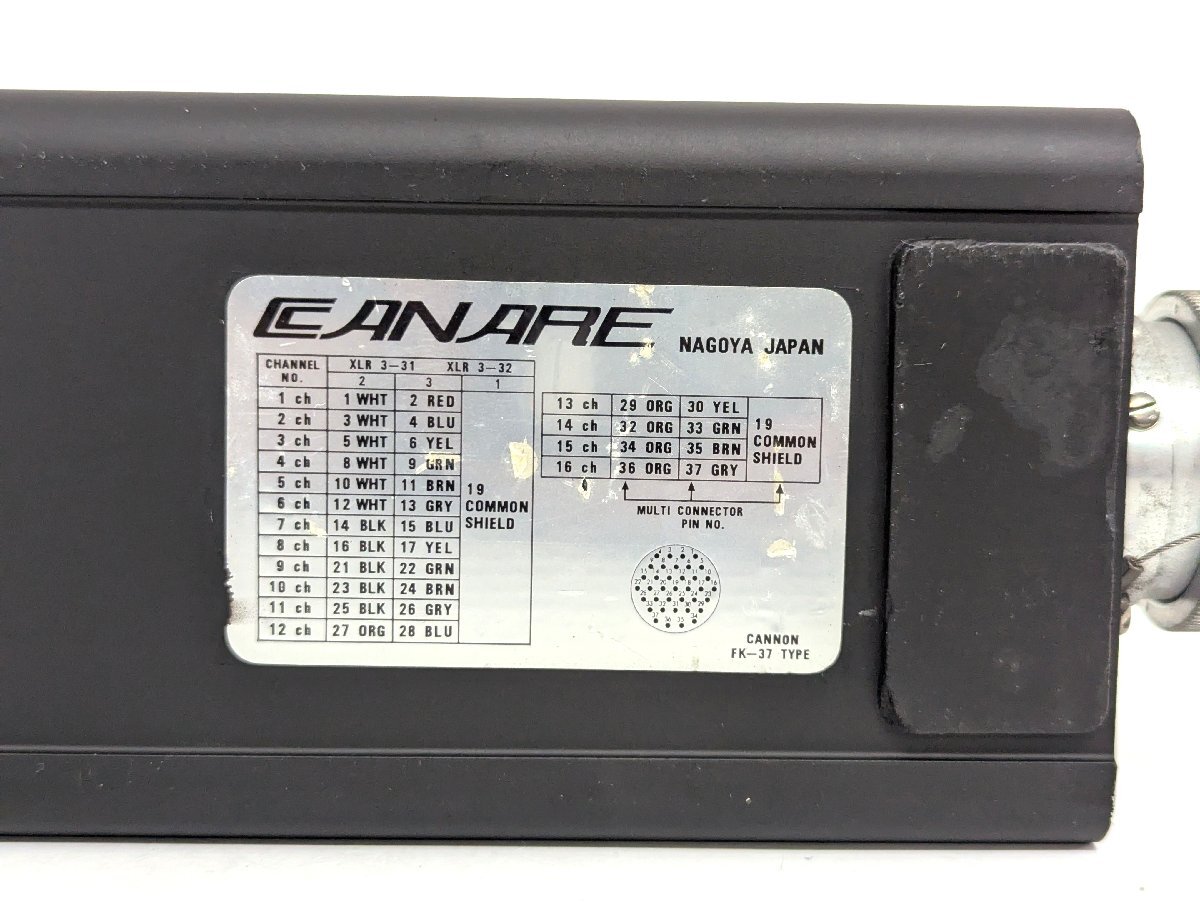 CANARE NAGOYA JAPAN
CHANNEL NO. XLR 3-31 XLR 3-32
2 3 1
1 ch 1 WHT 2 RED
2 ch 3 WHT 4 BLU
3 ch 5 WHT 6 YEL
4 ch 8 WHT 9 GRN
5 ch 10 WHT 11 BRN
6 ch 12 WHT 13 GRY
7 ch 14 BLK 15 BLU
8 ch 16 BLK 17 YEL
9 ch 21 BLK 22 GRN
10 ch 23 BLK 24 BRN
11 ch 25 BLK 26 GRY
12 ch 27 ORG 28 BLU
19
COMMON
SHIELD
13 ch 29 ORG 30 YEL
14 ch 32 ORG 33 GRN
15 ch 34 ORG 35 BRN
16 ch 36 ORG 37 GRY
19
COMMON
SHIELD
MULTI CONNECTOR
PIN NO.
CANNON
FK-37 TYPE